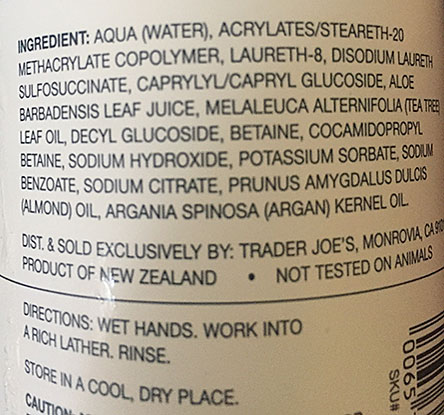 INGREDIENT: AQUA (WATER), ACRYLATES/STEARETH-20
METHACRYLATE COPOLYMER, LAURETH-8, DISODIUM LAURETH
SULFOSUCCINATE, CAPRYLYL/CAPRYL GLUCOSIDE, ALOE
BARBADENSIS LEAF JUICE, MELALEUCA ALTERNIFOLIA (TEA TREE)
LEAF OIL, DECYL GLUCOSIDE, BETAINE, COCAMIDOPROPYL
BETAINE, SODIUM HYDROXIDE, POTASSIUM SORBATE, SODIUM
BENZOATE, SODIUM CITRATE, PRUNUS AMYGDALUS DULCIS
(ALMOND) OIL, ARGANIA SPINOSA (ARGAN) KERNEL OIL.
DIST. & SOLD EXCLUSIVELY BY: TRADER JOE'S, MONROVIA, CA 910
PRODUCT OF NEW ZEALAND • NOT TESTED ON ANIMALS
DIRECTIONS: WET HANDS. WORK INTO
A RICH LATHER. RINSE.
STORE IN A COOL, DRY PLACE.
CAUTION:
0065
SKU#